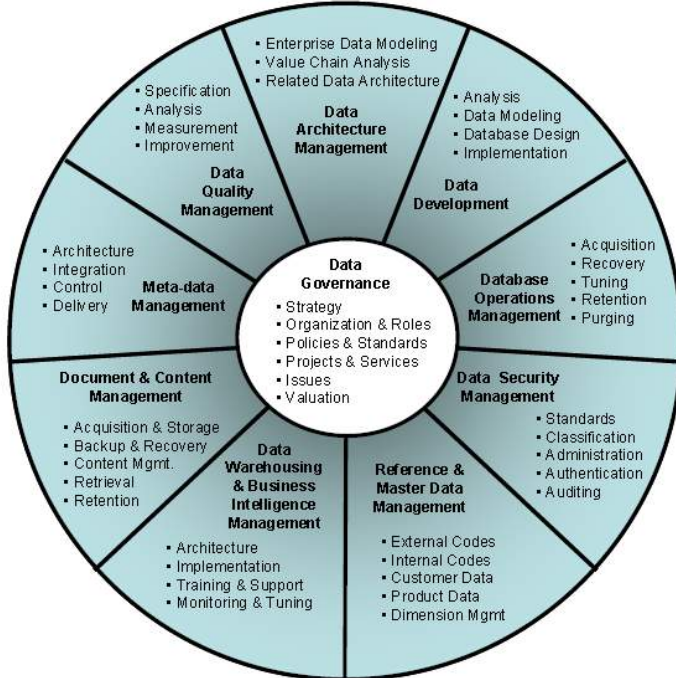 ▪ Enterprise Data Modeling
▪ Value Chain Analysis
▪ Related Data Architecture
Data
Architecture
Management
▪ Analysis
▪ Data Modeling
▪ Database Design
▪ Implementation
Data
Development
▪ Acquisition
▪ Recovery
▪ Tuning
▪ Retention
▪ Purging
Database
Operations
Management
Data Security
Management
▪ Standards
▪ Classification
▪ Administration
▪ Authentication
▪ Auditing
Reference &
Master Data
Management
▪ External Codes
▪ Internal Codes
▪ Customer Data
▪ Product Data
▪ Dimension Mgmt
Data
Warehousing
& Business
Intelligence
Management
▪ Architecture
▪ Implementation
▪ Training & Support
▪ Monitoring & Tuning
Document & Content
Management
▪ Acquisition & Storage
▪ Backup & Recovery
▪ Content Mgmt.
▪ Retrieval
▪ Retention
▪ Architecture
▪ Integration
▪ Control
▪ Delivery
Meta-data
Management
▪ Specification
▪ Analysis
▪ Measurement
▪ Improvement
Data
Quality
Management
Data
Governance
▪ Strategy
▪ Organization & Roles
▪ Policies & Standards
▪ Projects & Services
▪ Issues
▪ Valuation